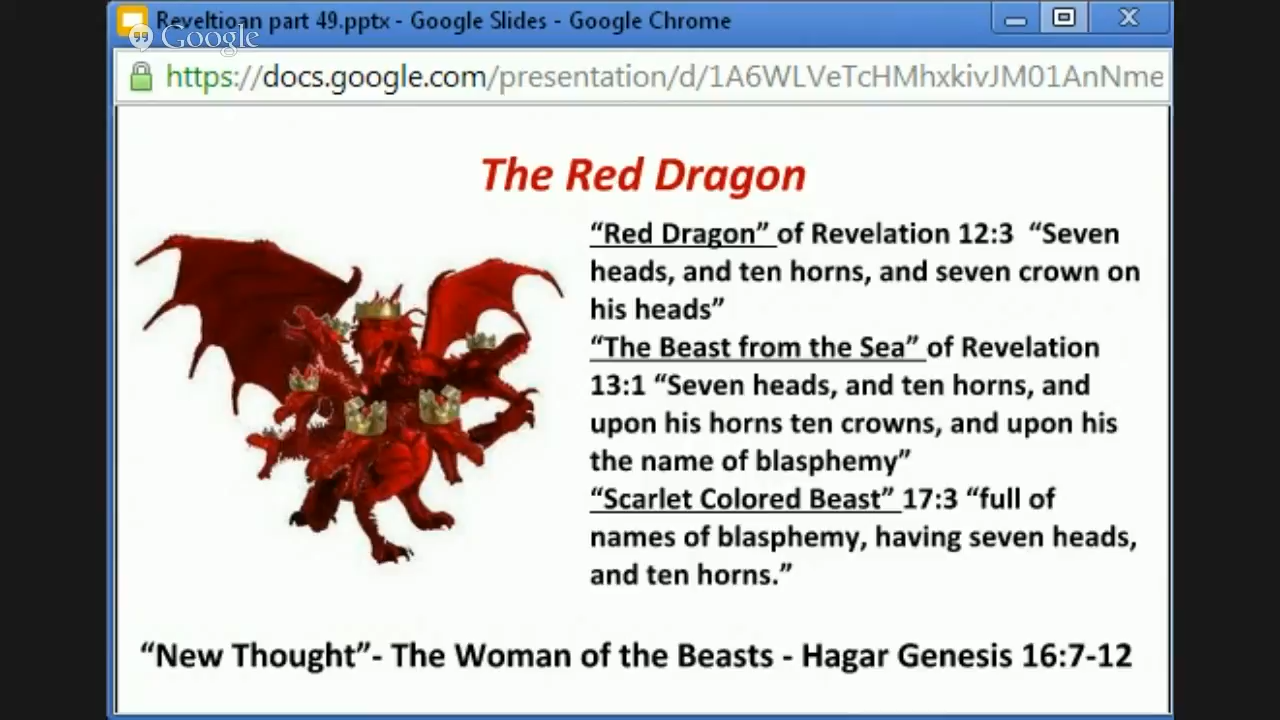 Reveltioan part 49.pptx - Google Slides - Google Chrome
Google
https://docs.google.com/presentation/d/1A6WLVeTcHMhxkivJM01AnNme
The Red Dragon
“Red Dragon” of Revelation 12:3 “Seven
heads, and ten horns, and seven crown on
his heads”
“The Beast from the Sea” of Revelation
13:1 “Seven heads, and ten horns, and
upon his horns ten crowns, and upon his
the name of blasphemy”
“Scarlet Colored Beast” 17:3 “full of
names of blasphemy, having seven heads,
and ten horns.”
“New Thought”- The Woman of the Beasts - Hagar Genesis 16:7-12